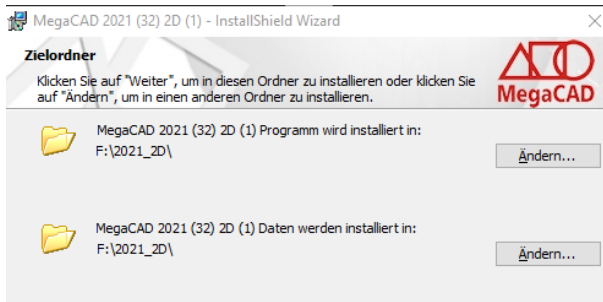 MegaCAD 2021 (32) 2D (1) - InstallShield Wizard
Zielordner
Klicken Sie auf "Weiter", um in diesen Ordner zu installieren oder klicken Sie
auf "Ändern", um in einen anderen Ordner zu installieren.
MegaCAD
MegaCAD 2021 (32) 2D (1) Programm wird installiert in:
F:\2021_2D\
Ändern...
MegaCAD 2021 (32) 2D (1) Daten werden installiert in:
F:\2021_2D\
Ändern...